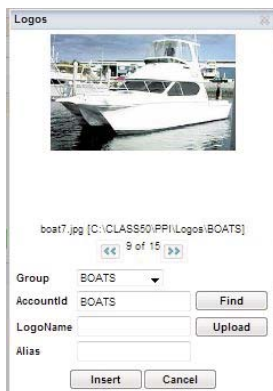 Logos
boat7.jpg [C:\CLASS50\PPI\Logos\BOATS]
9 of 15
Group BOATS
AccountId BOATS Find
LogoName Upload
Alias
Insert Cancel